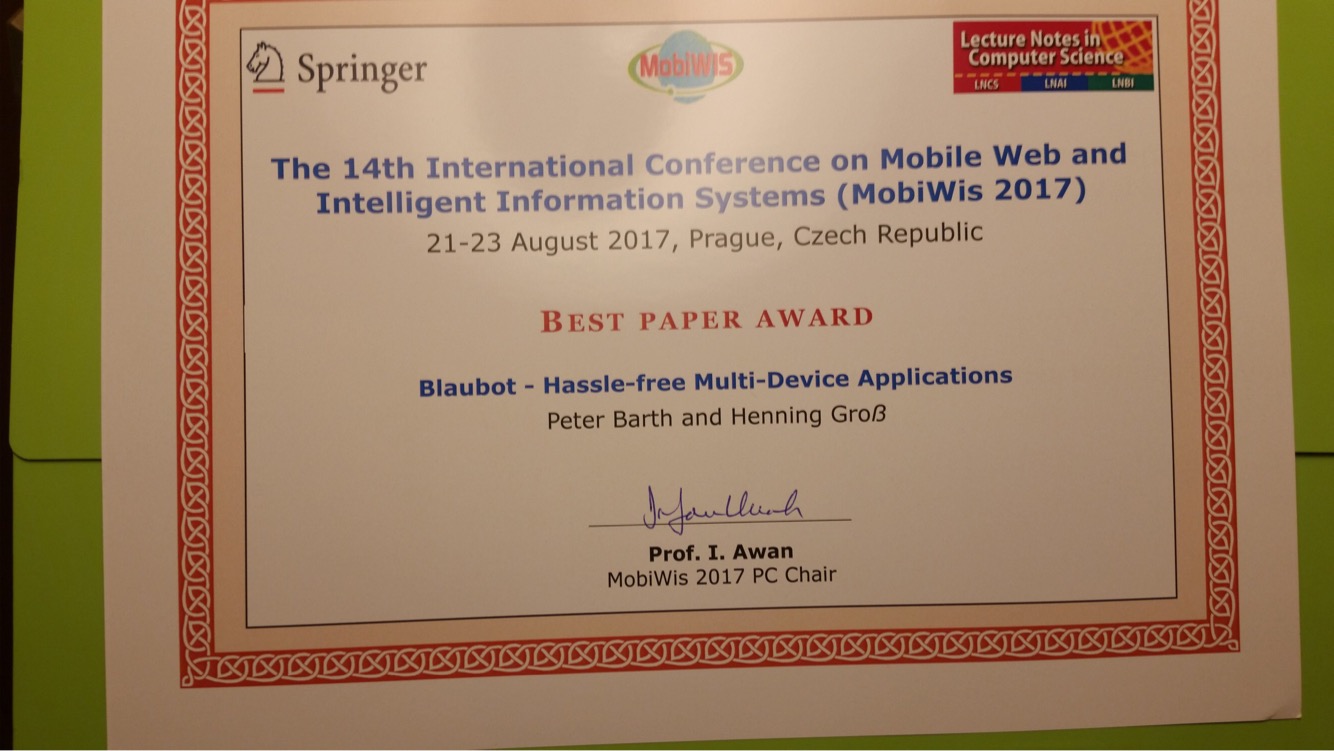 Springer
MobiWIS
Lecture Notes in
Computer Science
LNCS LNAI LNBI
The 14th International Conference on Mobile Web and
Intelligent Information Systems (MobiWis 2017)
21-23 August 2017, Prague, Czech Republic
BEST PAPER AWARD
Blaubot - Hassle-free Multi-Device Applications
Peter Barth and Henning Groß
Prof. I. Awan
MobiWis 2017 PC Chair